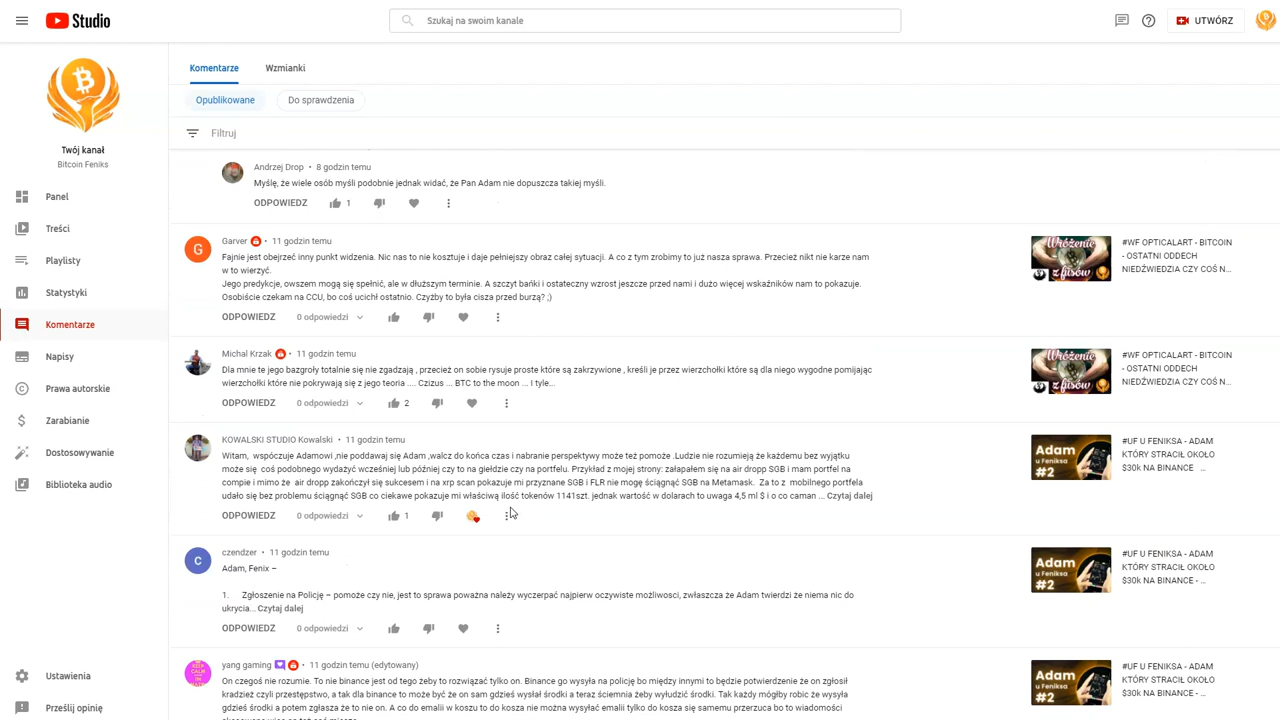 Studio
Szukaj na swoim kanale
UTWÓRZ
Twój kanał
Bitcoin Feniks
Panel
Treści
Playlisty
Statystyki
Komentarze
Napisy
Prawa autorskie
Zarabianie
Dostosowywanie
Biblioteka audio
Ustawienia
Prześlij opinię
Komentarze
Wzmianki
Opublikowane
Do sprawdzenia
Filtruj
Andrzej Drop • 8 godzin temu
Myślę, że wiele osób myśli podobnie jednak widać, że Pan Adam nie dopuszcza takiej myśli.
ODPOWIEDZ 1
Garver • 11 godzin temu
Fajnie jest obejrzeć inny punkt widzenia. Nic nas to nie kosztuje i daje pełniejszy obraz całej sytuacji. A co z tym zrobimy to już nasza sprawa. Przecież nikt nie karze nam
w to wierzyć.
Jego predykcje, owszem mogą się spełnić, ale w dłuższym terminie. A szczyt bańki i ostateczny wzrost jeszcze przed nami i dużo więcej wskaźników nam to pokazuje.
Osobiście czekam na CCU, bo coś ucichł ostatnio. Czyżby to była cisza przed burzą? ;)
ODPOWIEDZ 0 odpowiedzi
Wróżenie
z fusów
#WF OPTICALART - BITCOIN
- OSTATNI ODDECH
NIEDŹWIEDZIA CZY COŚ N...
Michal Krzak • 11 godzin temu
Dla mnie te jego bazgroły totalnie się nie zgadzają , przecież on sobie rysuje proste które są zakrzywione , kreśli je przez wierzchołki które są dla niego wygodne pomijając
wierzchołki które nie pokrywają się z jego teoria .... Czizus ... BTC to the moon ... I tyle...
ODPOWIEDZ 0 odpowiedzi 2
Wróżenie
z fusów
#WF OPTICALART - BITCOIN
- OSTATNI ODDECH
NIEDŹWIEDZIA CZY COŚ N...
KOWALSKI STUDIO Kowalski • 11 godzin temu
Witam, wspóczuje Adamowi ,nie poddawaj się Adam ,walcz do końca czas i nabranie perspektywy może też pomoże .Ludzie nie rozumieją że każdemu bez wyjątku
może się coś podobnego wydażyć wcześniej lub później czy to na giełdzie czy na portfelu. Przykład z mojej strony: załapałem się na air dropp SGB i mam portfel na
compie i mimo że air dropp zakończył się sukcesem i na xrp scan pokazuje mi przyznane SGB i FLR nie mogę ściągnąć SGB na Metamask. Za to z mobilnego portfela
udało się bez problemu ściągnąć SGB co ciekawe pokazuje mi właściwą ilość tokenów 1141szt. jednak wartość w dolarach to uwaga 4,5 ml $ i o co caman ... Czytaj dalej
ODPOWIEDZ 0 odpowiedzi 1
Adam
u Feniksa
#2
#UF U FENIKSA - ADAM
KTÓRY STRACIŁ OKOŁO
$30k NA BINANCE ...
czendzer • 11 godzin temu
Adam, Fenix –
1. Zgłoszenie na Policję – pomoże czy nie, jest to sprawa poważna należy wyczerpać najpierw oczywiste możliwosci, zwłaszcza że Adam twierdzi że niema nic do
ukrycia... Czytaj dalej
ODPOWIEDZ 0 odpowiedzi
Adam
u Feniksa
#2
#UF U FENIKSA - ADAM
KTÓRY STRACIŁ OKOŁO
$30k NA BINANCE - ...
yang gaming • 11 godzin temu (edytowany)
On czegoś nie rozumie. To nie binance jest od tego żeby to rozwiązać tylko on. Binance go wysyła na policję bo między innymi to będzie potwierdzenie że on zgłosił
kradzież czyli przestępstwo, a tak dla binance to może być że on sam gdzieś wysłał środki a teraz ściemnia żeby wyłudzić środki. Tak każdy mógłby robic że wysyła
gdzieś środki a potem zgłasza że to nie on. A co do emalii w koszu to do kosza nie można wysyłać emalii tylko do kosza się samemu przerzuca bo to wiadomości
Adam
u Feniksa
#2
#UF U FENIKSA - ADAM
KTÓRY STRACIŁ OKOŁO
$30k NA BINANCE - ...